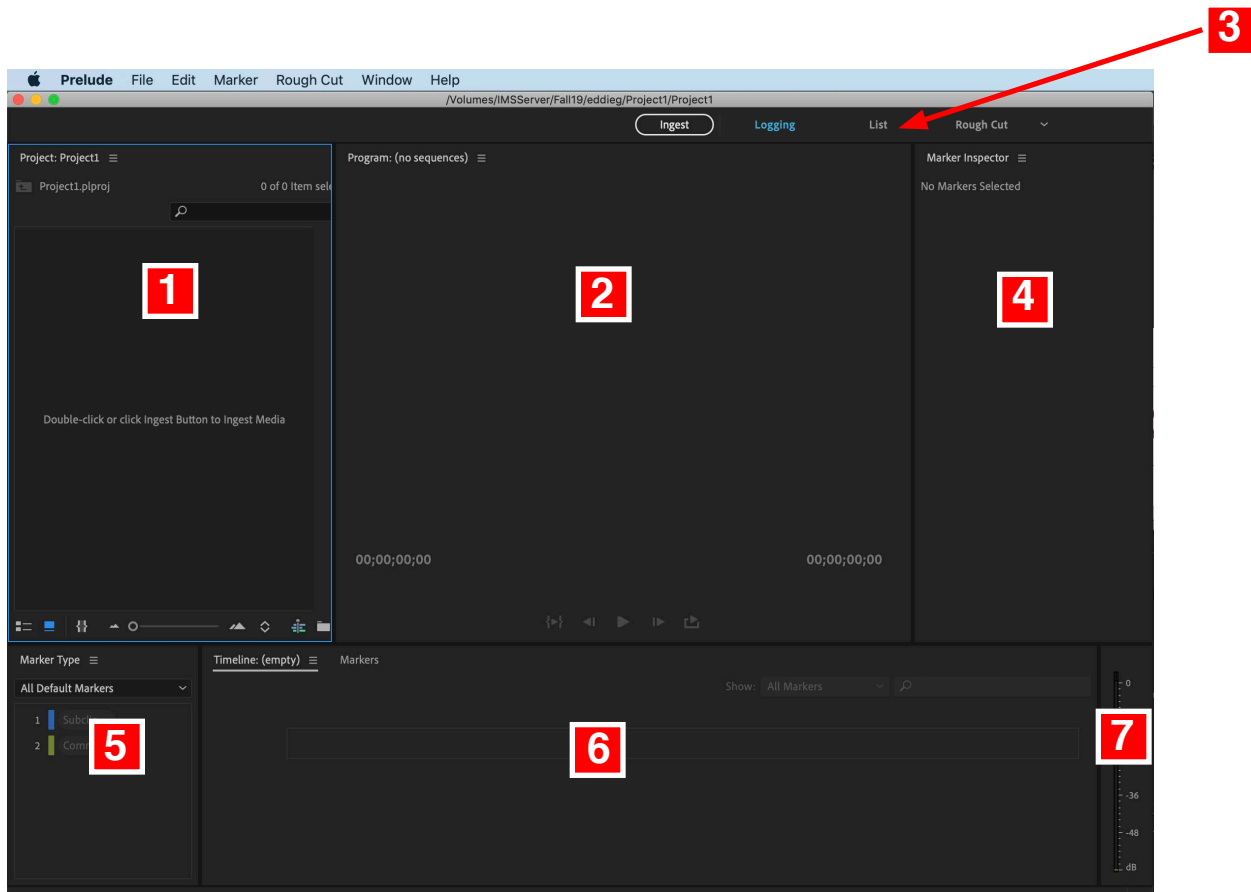 3
Prelude File Edit Marker Rough Cut Window Help
/Volumes/IMSServer/Fall19/eddieg/Project1/Project1
Ingest Logging List Rough Cut
Project: Project1 Program: (no sequences) Marker Inspector
Project1.plproj 0 of 0 Item sele No Markers Selected
1 2 4
Double-click or click Ingest Button to Ingest Media
00;00;00;00 00;00;00;00
Marker Type Timeline: (empty) Markers
All Default Markers Show: All Markers 0
1 Subcl
2 Com
5 6 7
-36
-48
dB